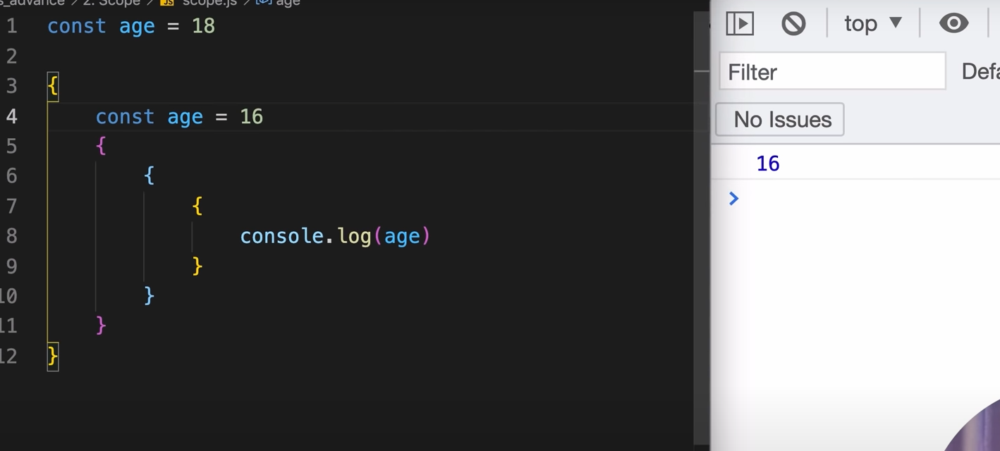 s_advance > 2. Scope > JS scope.js > age
1 const age = 18
2
3 {
4     const age = 16
5     {
6         {
7             {
8                 console.log(age)
9             }
10         }
11     }
12 }
top ▼
Filter
Defa
No Issues
16
>